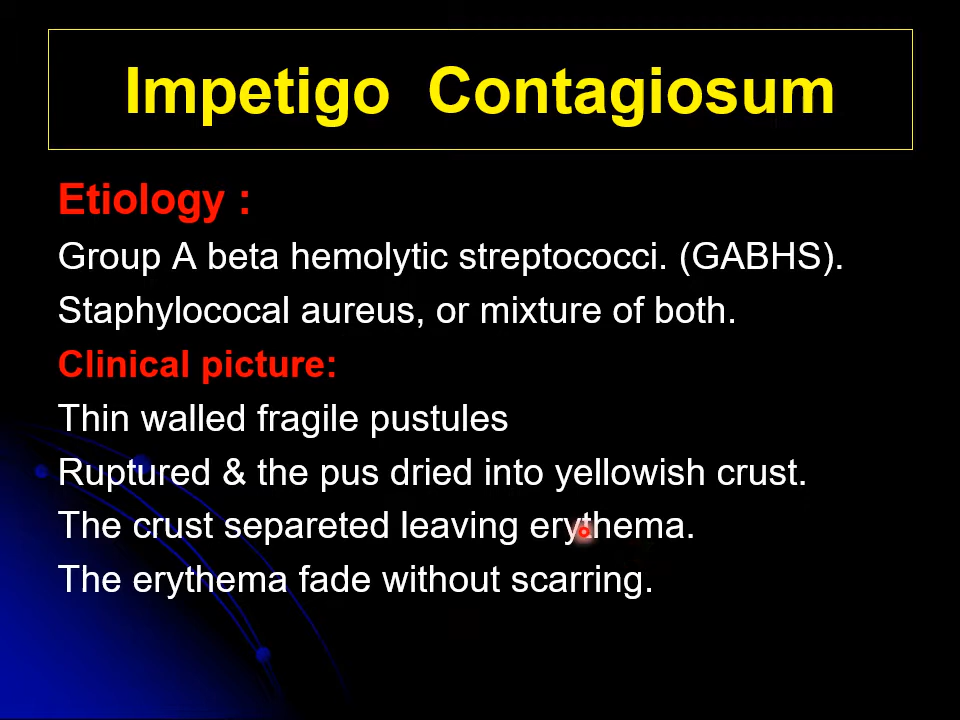 Impetigo Contagiosum
Etiology :
Group A beta hemolytic streptococci. (GABHS).
Staphylococal aureus, or mixture of both.
Clinical picture:
Thin walled fragile pustules
Ruptured & the pus dried into yellowish crust.
The crust separeted leaving erythema.
The erythema fade without scarring.